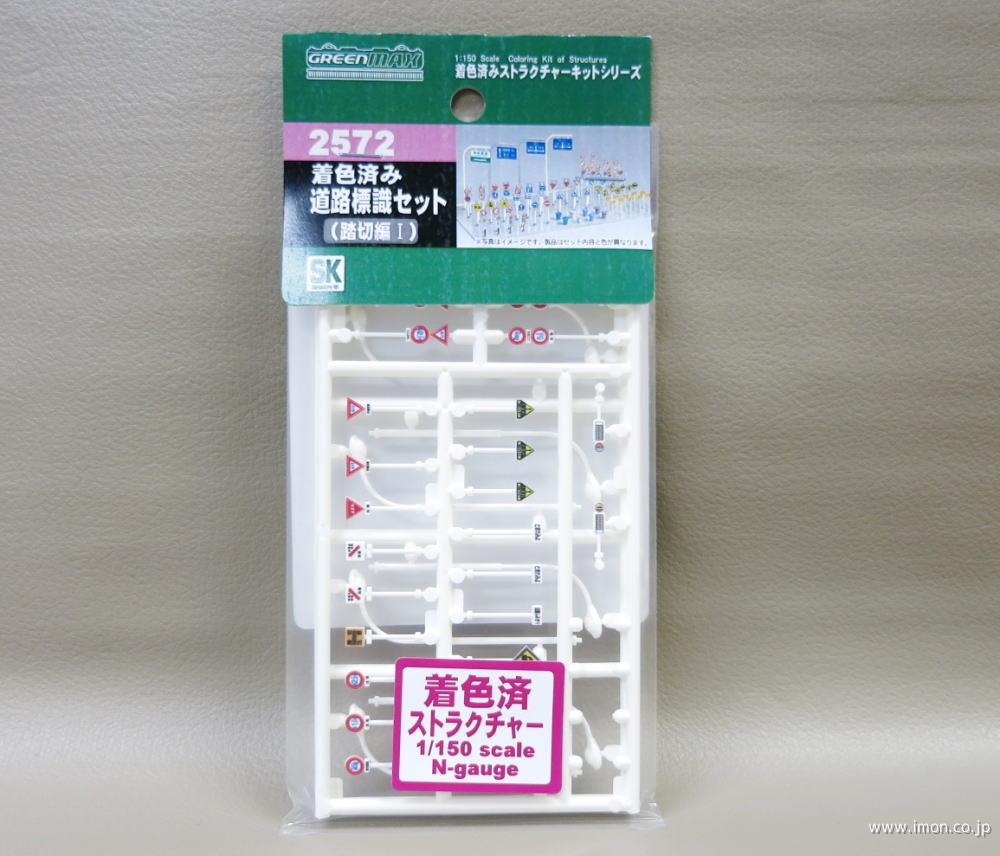 GREENMAX
1:150 Scale Coloring Kit of Structures
着色済みストラクチャーキットシリーズ
2572
着色済み
道路標識セット
（踏切編Ⅰ）
※写真はイメージです。製品はセット内容と色が異なります。
SK
着色済
ストラクチャー
1/150 scale
N-gauge
www.imon.co.jp